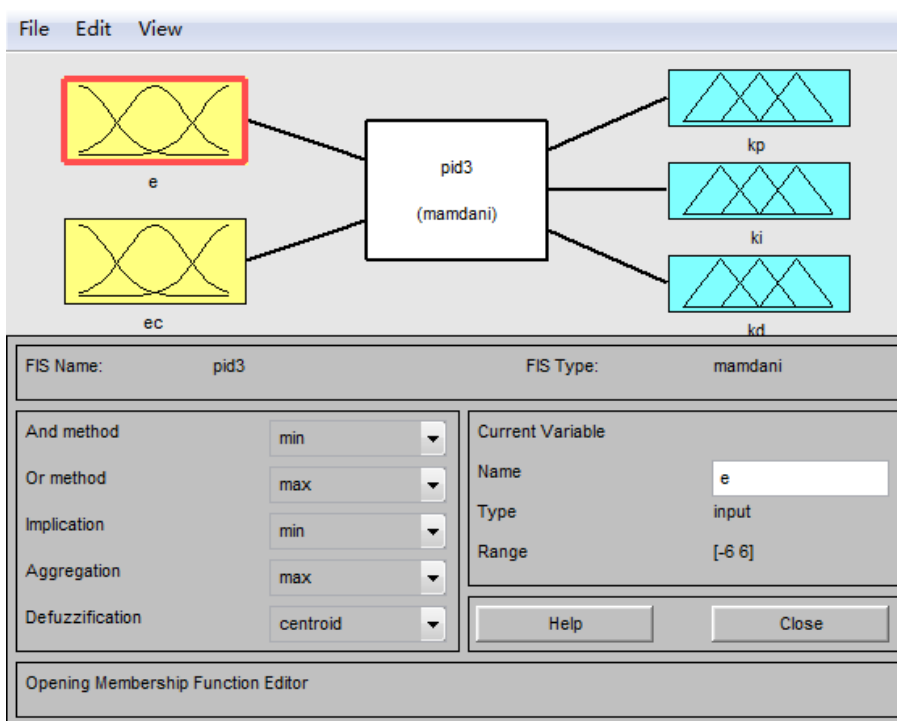 File Edit View
e
ec
pid3
(mamdani)
kp
ki
kd
FIS Name: pid3 FIS Type: mamdani
And method min
Or method max
Implication min
Aggregation max
Defuzzification centroid
Current Variable
Name e
Type input
Range [-6 6]
Help Close
Opening Membership Function Editor